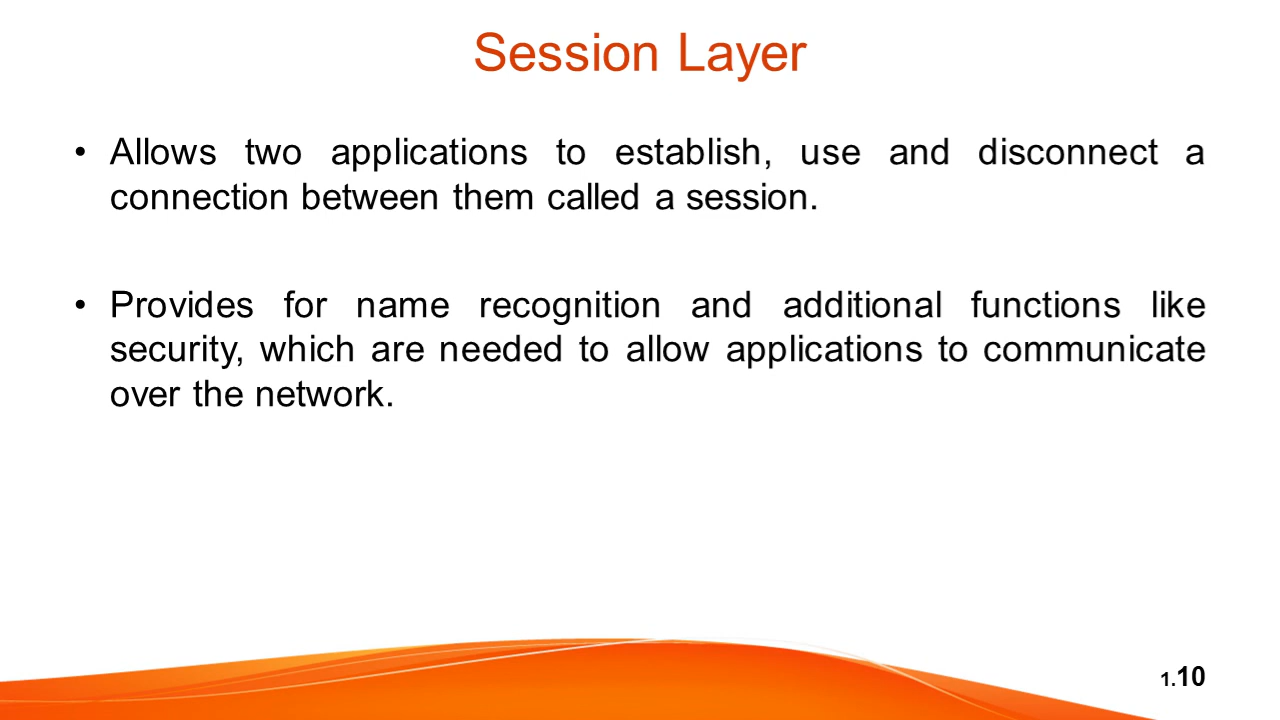 Session Layer
• Allows two applications to establish, use and disconnect a
connection between them called a session.
• Provides for name recognition and additional functions like
security, which are needed to allow applications to communicate
over the network.
1.10